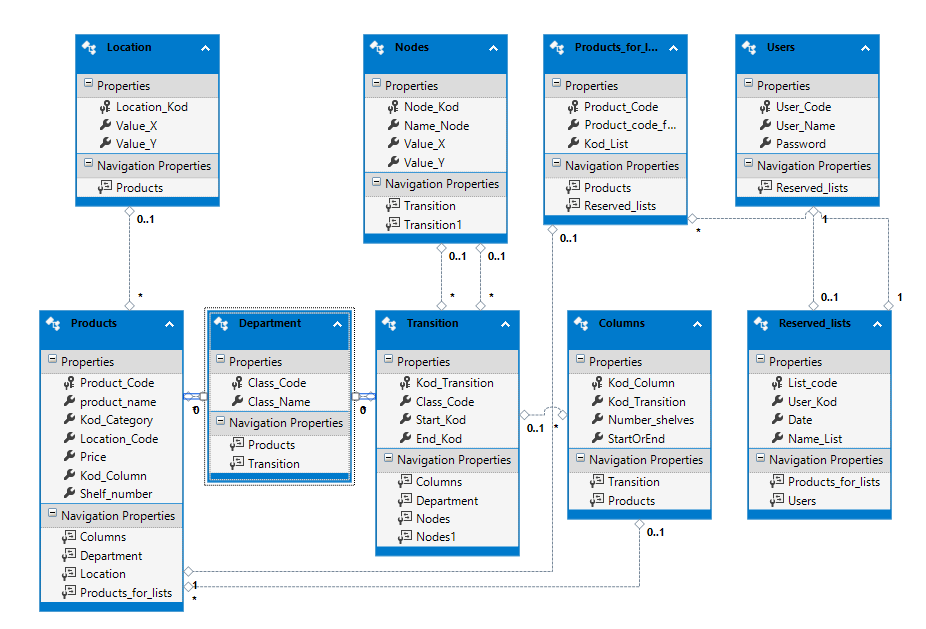 Location
Properties
Location_Kod
Value_X
Value_Y
Navigation Properties
Products
Nodes
Properties
Node_Kod
Name_Node
Value_X
Value_Y
Navigation Properties
Transition
Transition1
Products_for_l...
Properties
Product_Code
Product_code_f...
Kod_List
Navigation Properties
Products
Reserved_lists
Users
Properties
User_Code
User_Name
Password
Navigation Properties
Reserved_lists
0..1
*
0..1
0..1
*
*
0..1
*
1
0..1
1
Products
Properties
Product_Code
product_name
Kod_Category
Location_Code
Price
Kod_Column
Shelf_number
Navigation Properties
Columns
Department
Location
Products_for_lists
Department
Properties
Class_Code
Class_Name
Navigation Properties
Products
Transition
Transition
Properties
Kod_Transition
Class_Code
Start_Kod
End_Kod
Navigation Properties
Columns
Department
Nodes
Nodes1
Columns
Properties
Kod_Column
Kod_Transition
Number_shelves
StartOrEnd
Navigation Properties
Transition
Products
Reserved_lists
Properties
List_code
User_Kod
Date
Name_List
Navigation Properties
Products_for_lists
Users
0..1
*
0..1
1
*